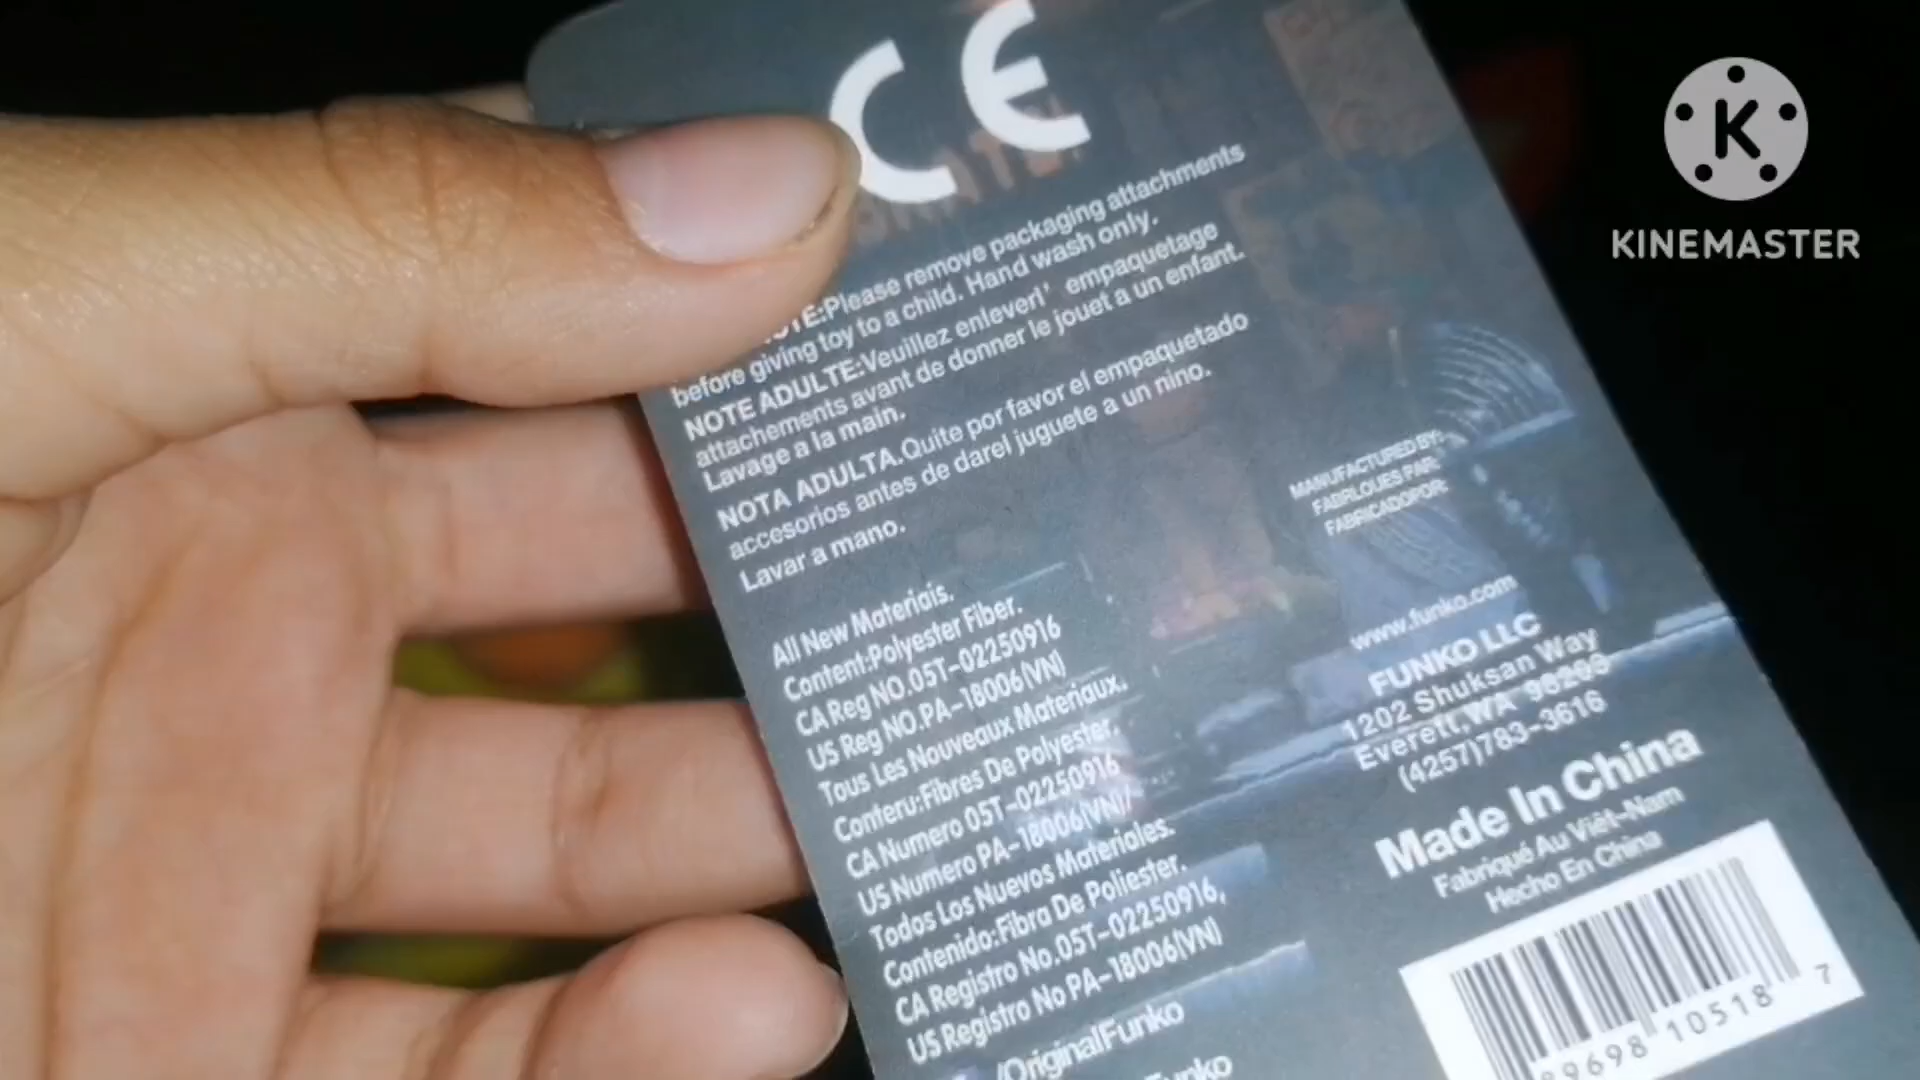 CE
NOTE:Please remove packaging attachments
before giving toy to a child. Hand wash only.
NOTE ADULTE:Veuillez enleverl' empaquetage
attachements avant de donner le jouet a un enfant.
Lavage a la main.
NOTA ADULTA.Quite por favor el empaquetado
accesorios antes de darel juguete a un nino.
Lavar a mano.
All New Materiais.
Content:Polyester Fiber.
CA Reg NO.05T-02250916
US Reg NO.PA-18006(VN)
Tous Les Nouveaux Materiaux.
Conteru:Fibres De Polyester.
CA Numero 05T-02250916
US Numero PA-18006(VN)/
Todos Los Nuevos Materiales.
Contenido:Fibra De Poliester.
CA Registro No.05T-02250916,
US Registro No PA-18006(VN)
/OriginalFunko
MANUFACTURED BY:
FABRLOUES PAR:
FABRICADOPOR:
www.funko.com
FUNKO LLC
1202 Shuksan Way
Everett,WA
(4257)783-3616
Made In China
Fabriqué Au Viêt-Nam
Hecho En China
89698 10518 7
KINEMASTER